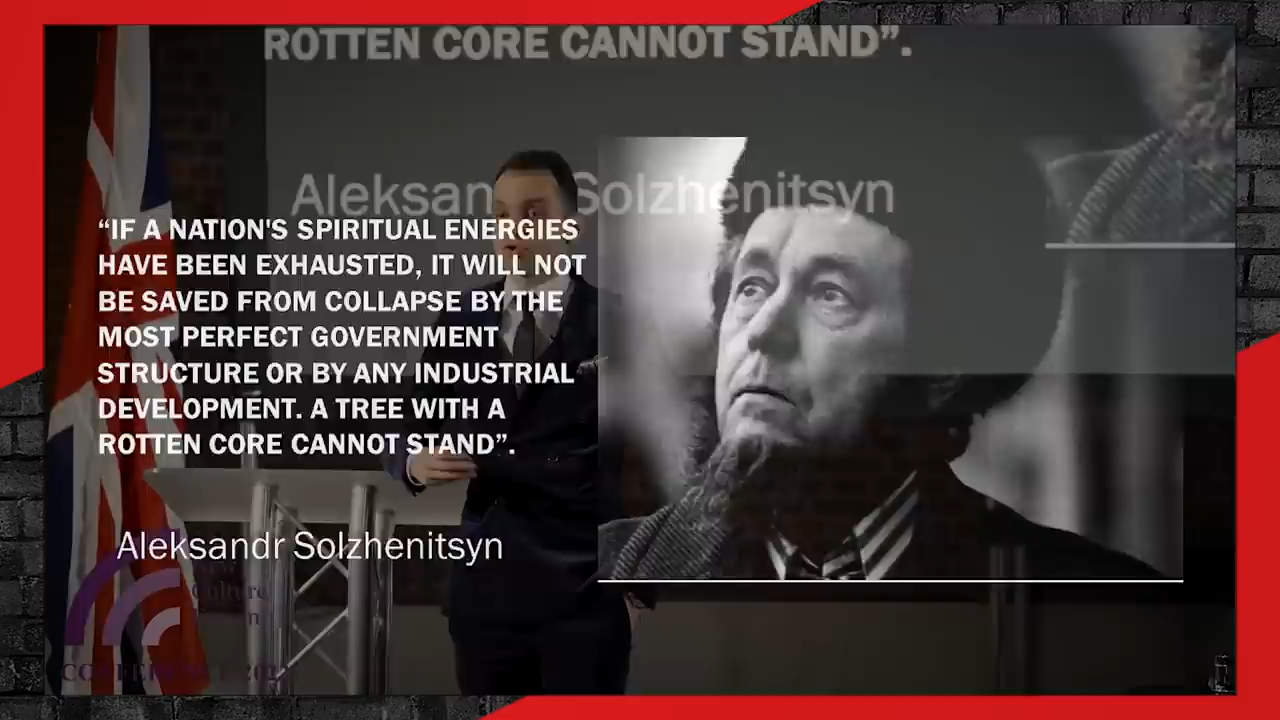 ROTTEN CORE CANNOT STAND”.
Aleksan Solzhenitsyn
“IF A NATION'S SPIRITUAL ENERGIES
HAVE BEEN EXHAUSTED, IT WILL NOT
BE SAVED FROM COLLAPSE BY THE
MOST PERFECT GOVERNMENT
STRUCTURE OR BY ANY INDUSTRIAL
DEVELOPMENT. A TREE WITH A
ROTTEN CORE CANNOT STAND”.
Aleksandr Solzhenitsyn
Culture